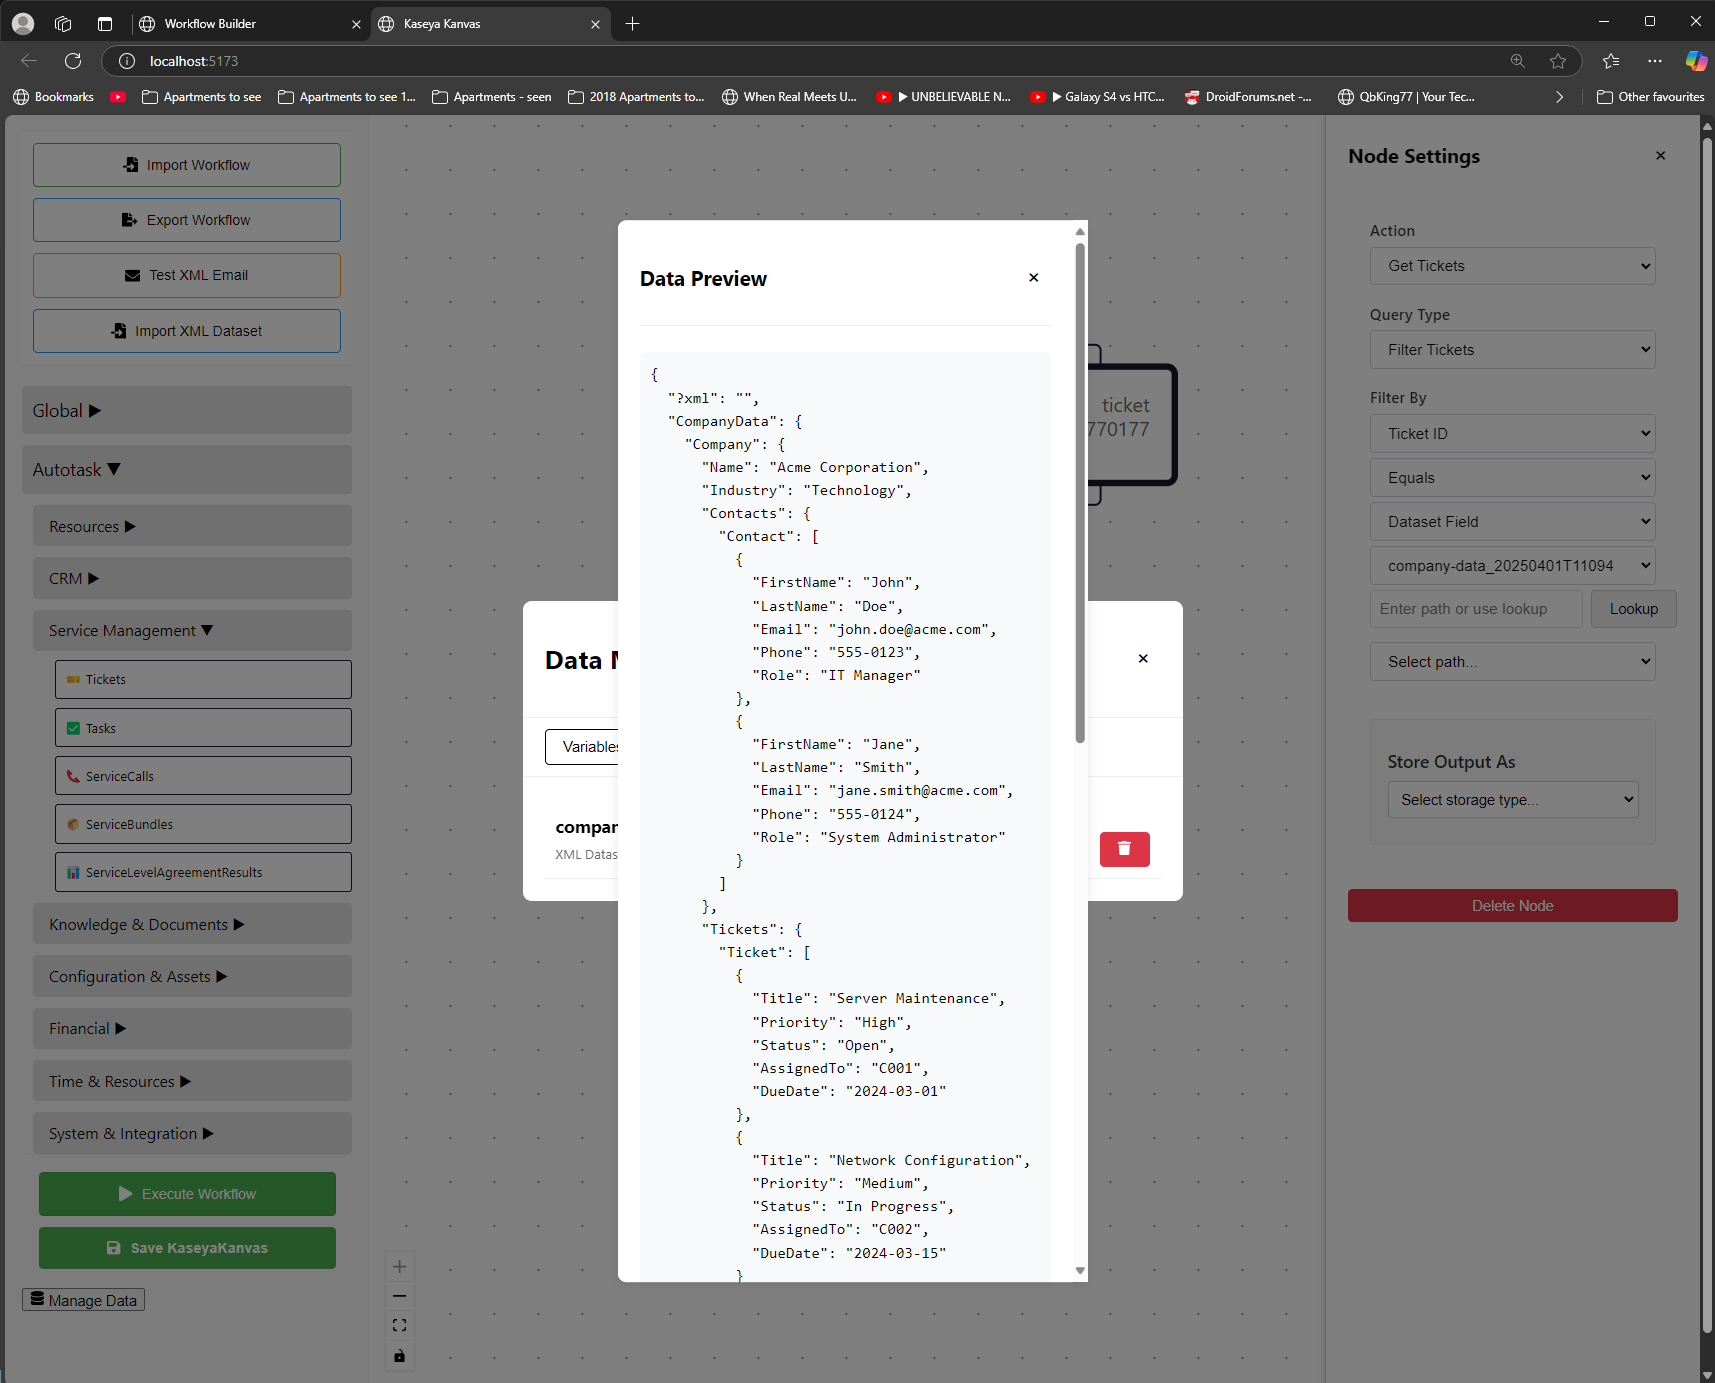 Workflow Builder
Kaseya Kanvas
localhost:5173
Bookmarks
Apartments to see
Apartments to see 1...
Apartments - seen
2018 Apartments to...
When Real Meets U...
▶ UNBELIEVABLE N...
▶ Galaxy S4 vs HTC...
DroidForums.net -...
QbKing77 | Your Tec...
Other favourites
Import Workflow
Export Workflow
Test XML Email
Import XML Dataset
Global ▶
Autotask ▼
Resources ▶
CRM ▶
Service Management ▼
Tickets
Tasks
ServiceCalls
ServiceBundles
ServiceLevelAgreementResults
Knowledge & Documents ▶
Configuration & Assets ▶
Financial ▶
Time & Resources ▶
System & Integration ▶
Execute Workflow
Save KaseyaKanvas
Manage Data
ticket
770177
Data M
Variables
compar
XML Datas
Data Preview
{
"?xml": "",
"CompanyData": {
"Company": {
"Name": "Acme Corporation",
"Industry": "Technology",
"Contacts": {
"Contact": [
{
"FirstName": "John",
"LastName": "Doe",
"Email": "john.doe@acme.com",
"Phone": "555-0123",
"Role": "IT Manager"
},
{
"FirstName": "Jane",
"LastName": "Smith",
"Email": "jane.smith@acme.com",
"Phone": "555-0124",
"Role": "System Administrator"
}
]
},
"Tickets": {
"Ticket": [
{
"Title": "Server Maintenance",
"Priority": "High",
"Status": "Open",
"AssignedTo": "C001",
"DueDate": "2024-03-01"
},
{
"Title": "Network Configuration",
"Priority": "Medium",
"Status": "In Progress",
"AssignedTo": "C002",
"DueDate": "2024-03-15"
}
Node Settings
Action
Get Tickets
Query Type
Filter Tickets
Filter By
Ticket ID
Equals
Dataset Field
company-data_20250401T11094
Enter path or use lookup
Lookup
Select path...
Store Output As
Select storage type...
Delete Node